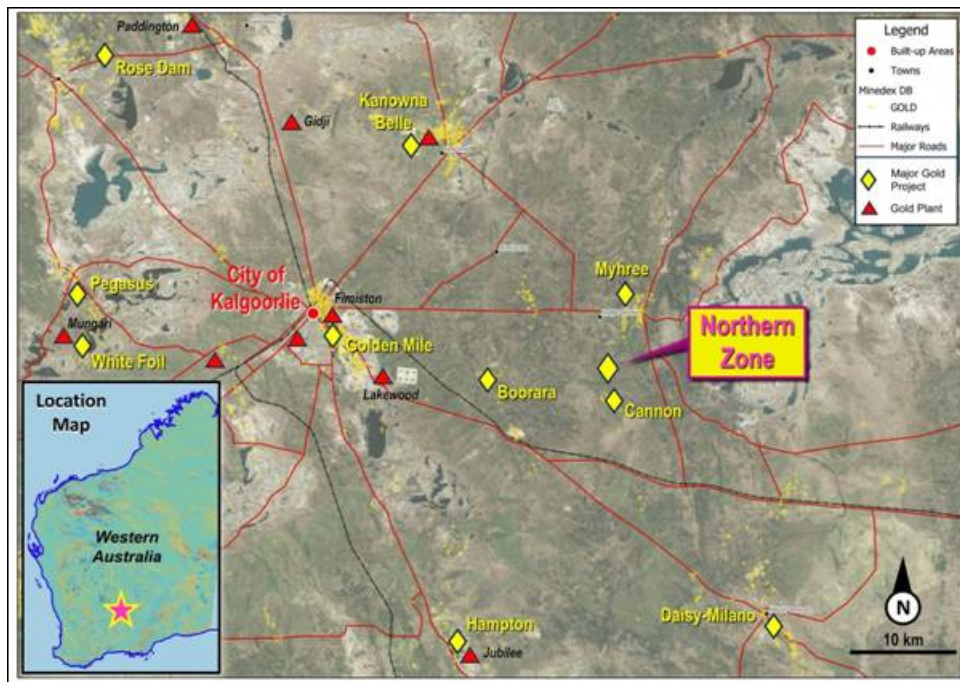 Paddington
Rose Dam
Gidji
Kanowna
Belle
Legend
Built-up Areas
Towns
Minedex DB
GOLD
Railways
Major Roads
Major Gold
Project
Gold Plant
Pegasus
Mungari
White Foil
City of
Kalgoorlie
Fimiston
Golden Mile
Lakewood
Boorara
Myhree
Northern
Zone
Cannon
Location
Map
Western
Australia
Hampton
Jubilee
Daisy-Milano
N
10 km